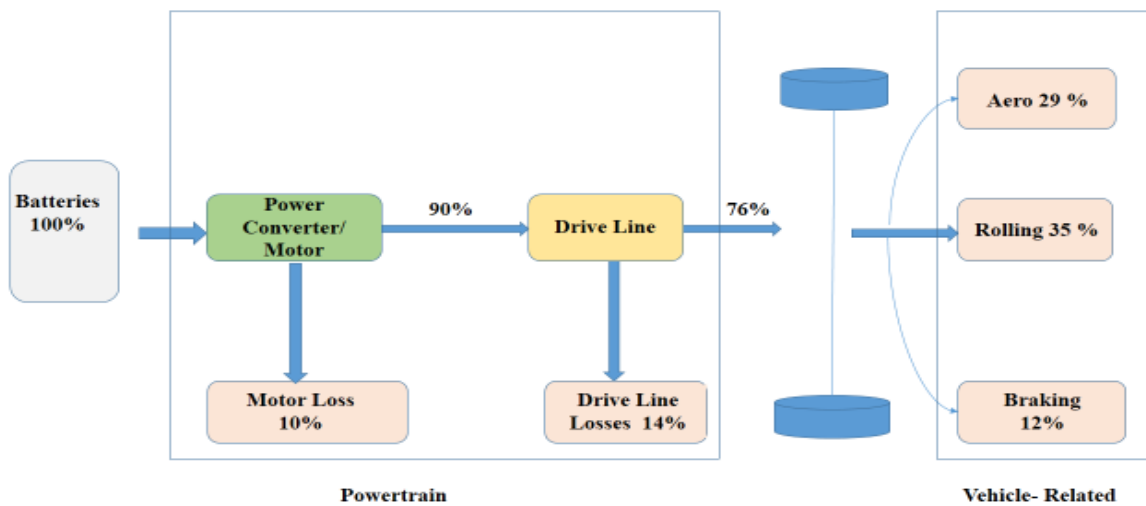 Batteries
100%
Power
Converter/
Motor
90%
Drive Line
76%
Motor Loss
10%
Drive Line
Losses 14%
Aero 29 %
Rolling 35 %
Braking
12%
Powertrain
Vehicle- Related